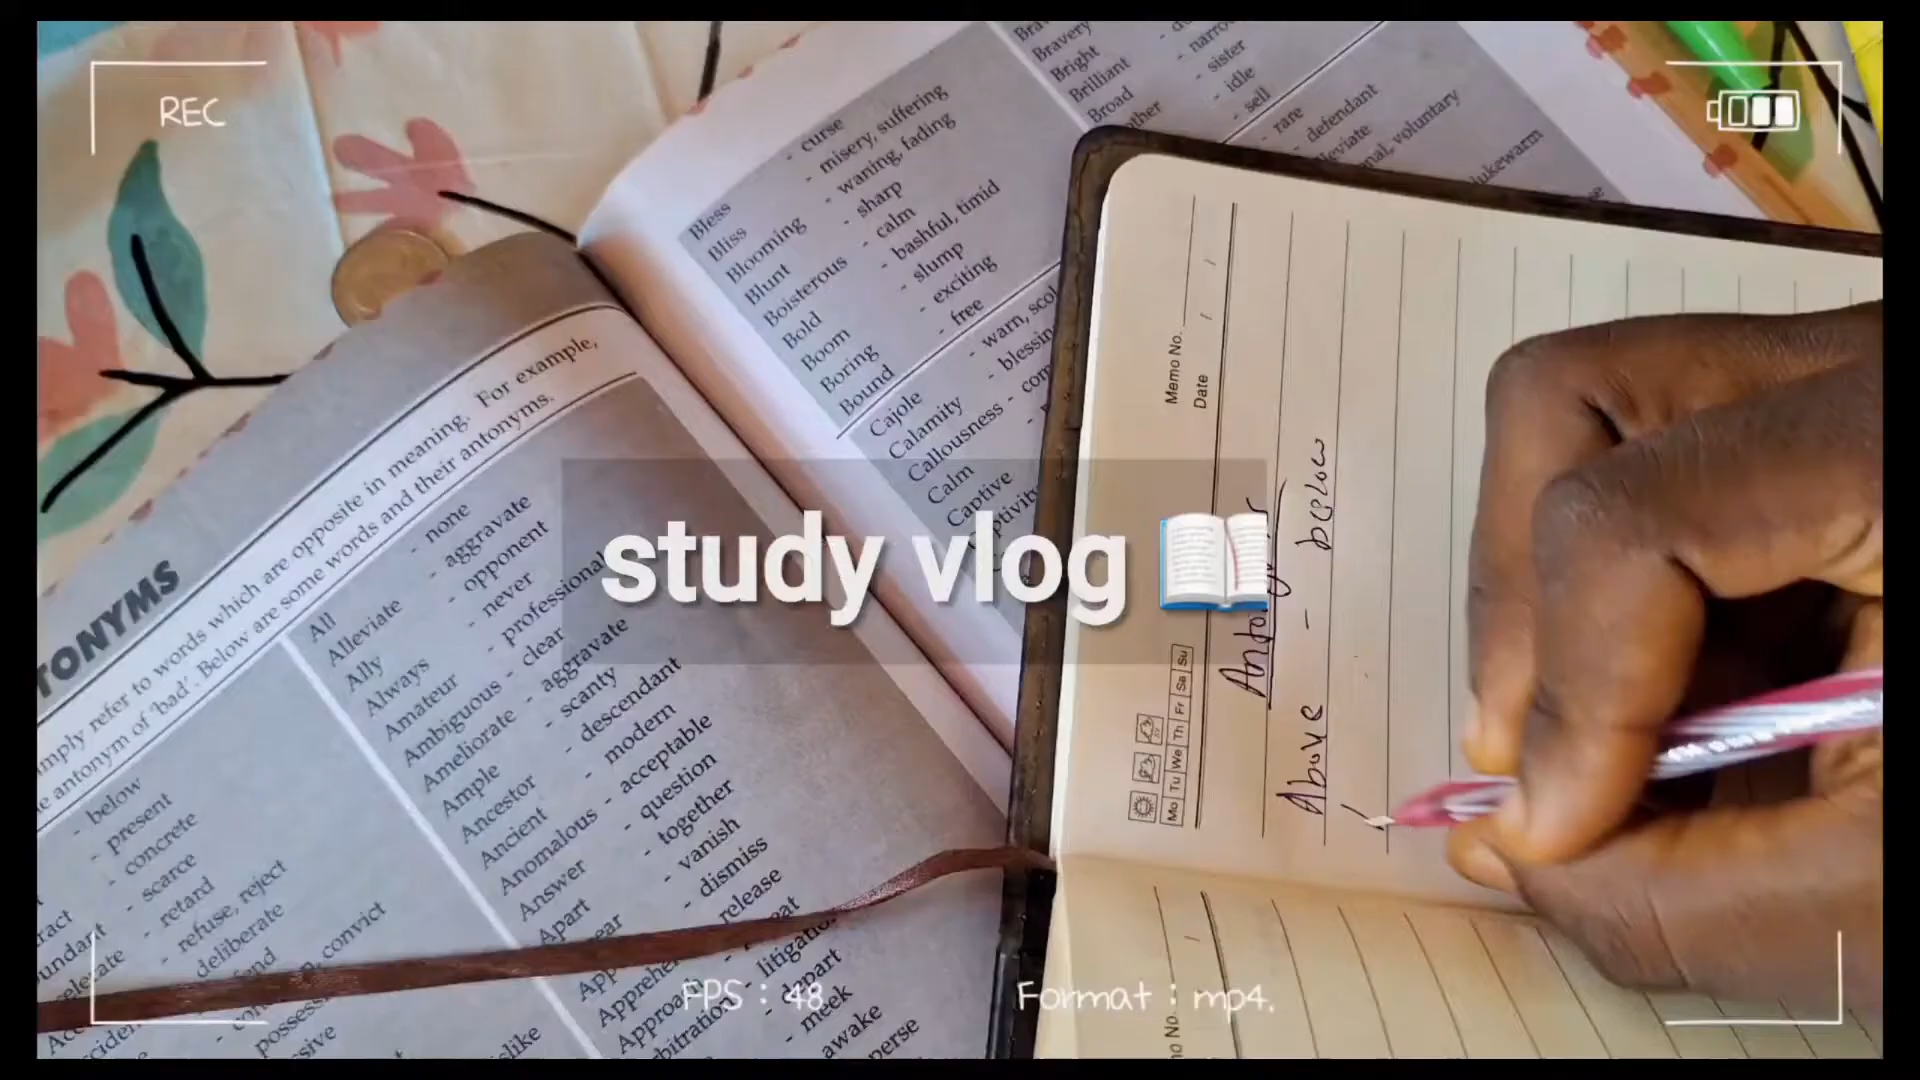 REC
TONYMS
imply refer to words which are opposite in meaning. For example,
antonym of 'bad'. Below are some words and their antonyms.
- below
- present
- concrete
- scarce
- retard
- refuse, reject
deliberate
convict
All - none
Alleviate - aggravate
Ally - opponent
Always - never
Amateur - professional
Ambiguous - clear
Ameliorate - aggravate
Ample - scanty
Ancestor - descendant
Ancient - modern
Anomalous - acceptable
Answer - question
Apart - together
- vanish
- dismiss
release
depart
- meek
awake
Bless - curse
Bliss - misery, suffering
Blooming - waning, fading
Blunt - sharp
Boisterous - calm
Bold - bashful, timid
Boom - slump
Boring - exciting
Bound - free
Cajole - warn,
Calamity
Callousness
Calm
Captive
Bravery
Bright
Brilliant
Broad
- sister
- idle
- sell
- rare
- defendant
voluntary
lukewarm
study vlog 📖
Memo No.
Date / /
Mo Tu We Th Fr Sa Su
Above - below
FPS : 48
Format : mp4.